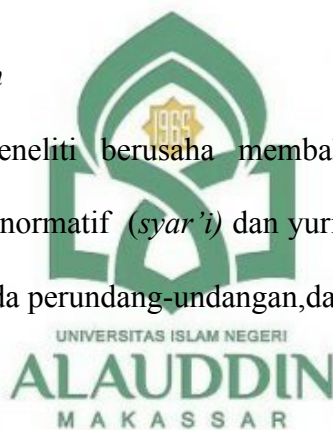 n
eneliti berusaha memba
1965
normatif (syar’i) dan yuri
da perundang-undangan,da
UNIVERSITAS ISLAM NEGERI
ALAUDDIN
MAKASSAR